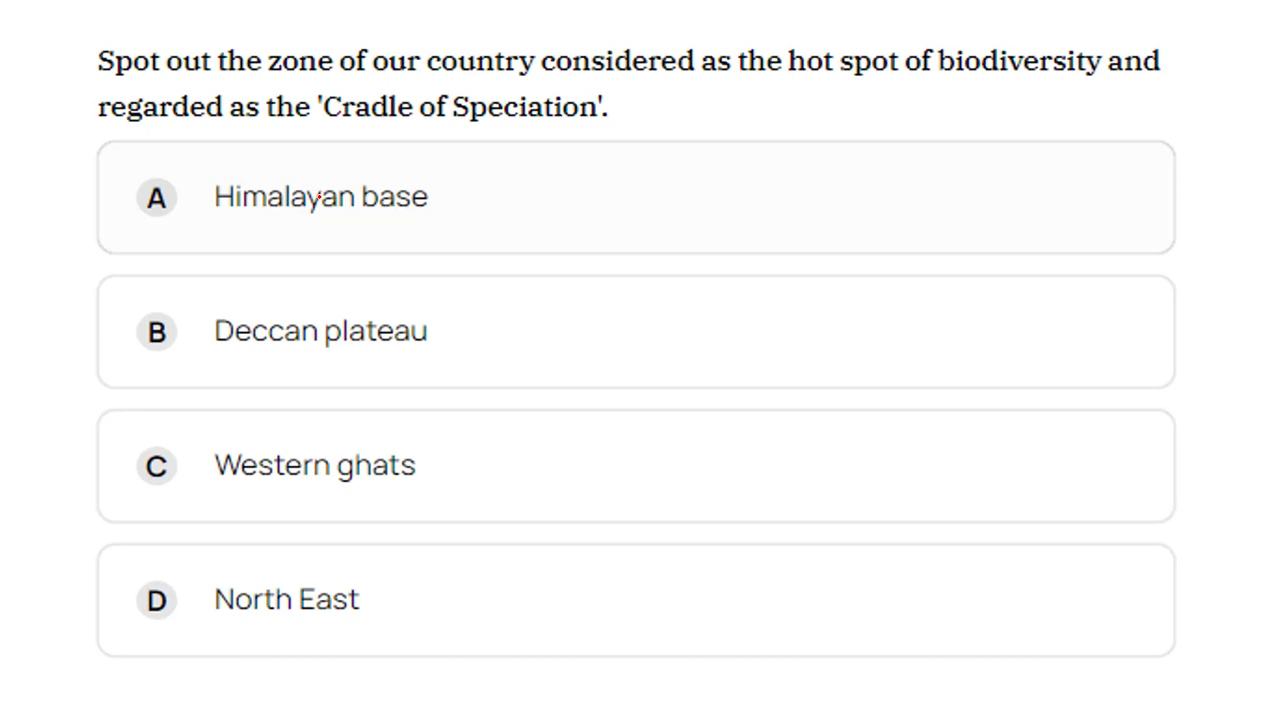 Spot out the zone of our country considered as the hot spot of biodiversity and
regarded as the 'Cradle of Speciation'.
A Himalayan base
B Deccan plateau
C Western ghats
D North East